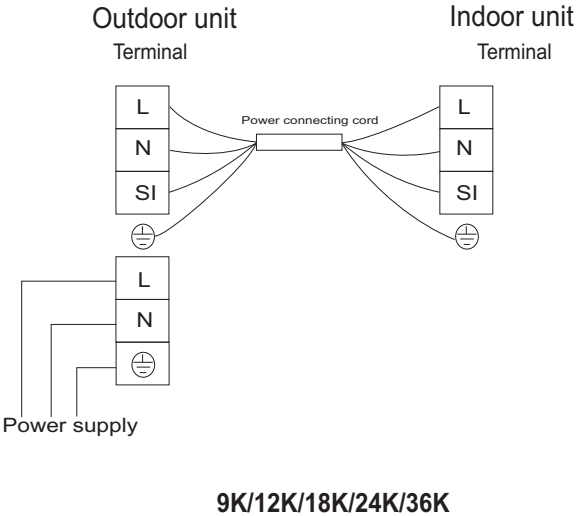 Outdoor unit
Indoor unit
Terminal
Terminal
L
N
SI
Power connecting cord
L
N
SI
L
N
Power supply
9K/12K/18K/24K/36K